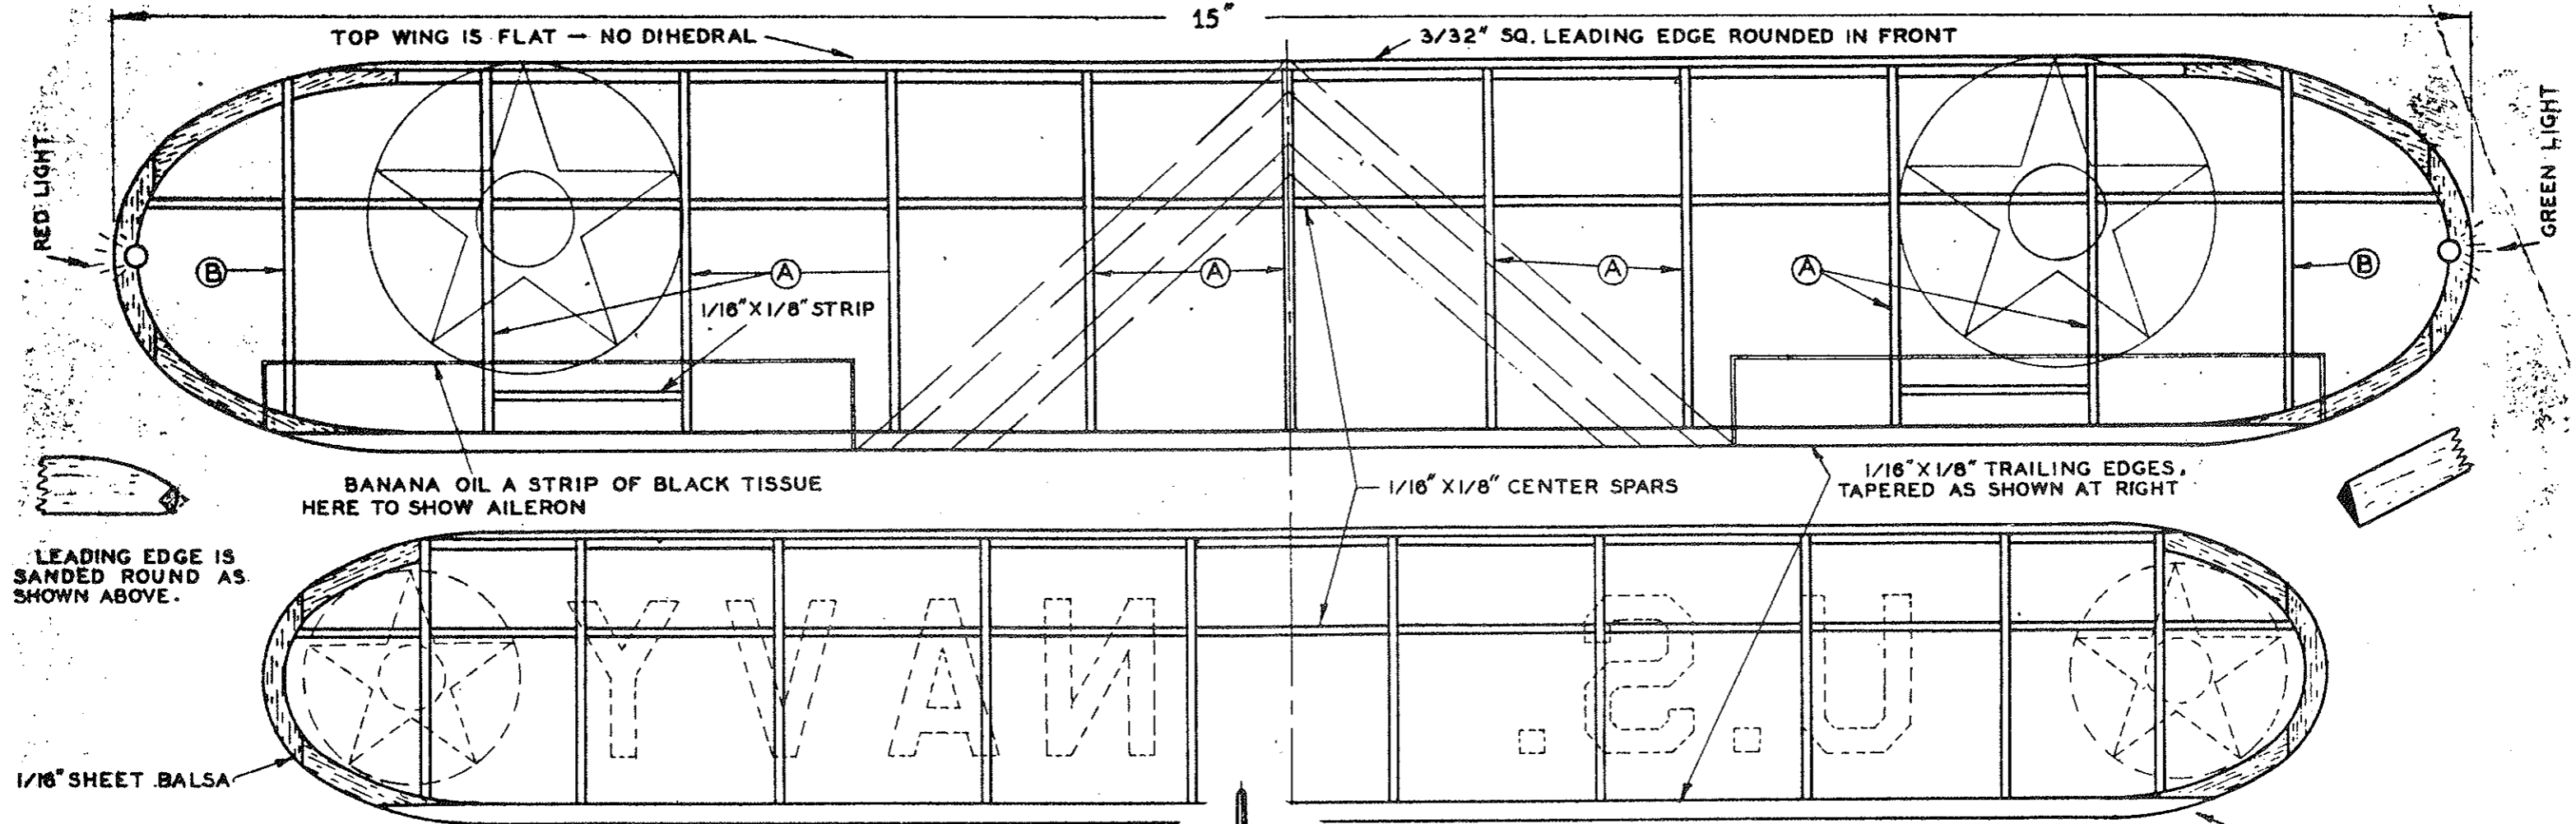 15"
TOP WING IS FLAT — NO DIHEDRAL
3/32" SQ. LEADING EDGE ROUNDED IN FRONT
RED LIGHT
GREEN LIGHT
B
A
A
A
A
B
1/16" X 1/8" STRIP
BANANA OIL A STRIP OF BLACK TISSUE
HERE TO SHOW AILERON
1/16" X 1/8" CENTER SPARS
1/16" X 1/8" TRAILING EDGES,
TAPERED AS SHOWN AT RIGHT
LEADING EDGE IS
SANDED ROUND AS
SHOWN ABOVE.
U.S. NAVY
1/16" SHEET BALSA